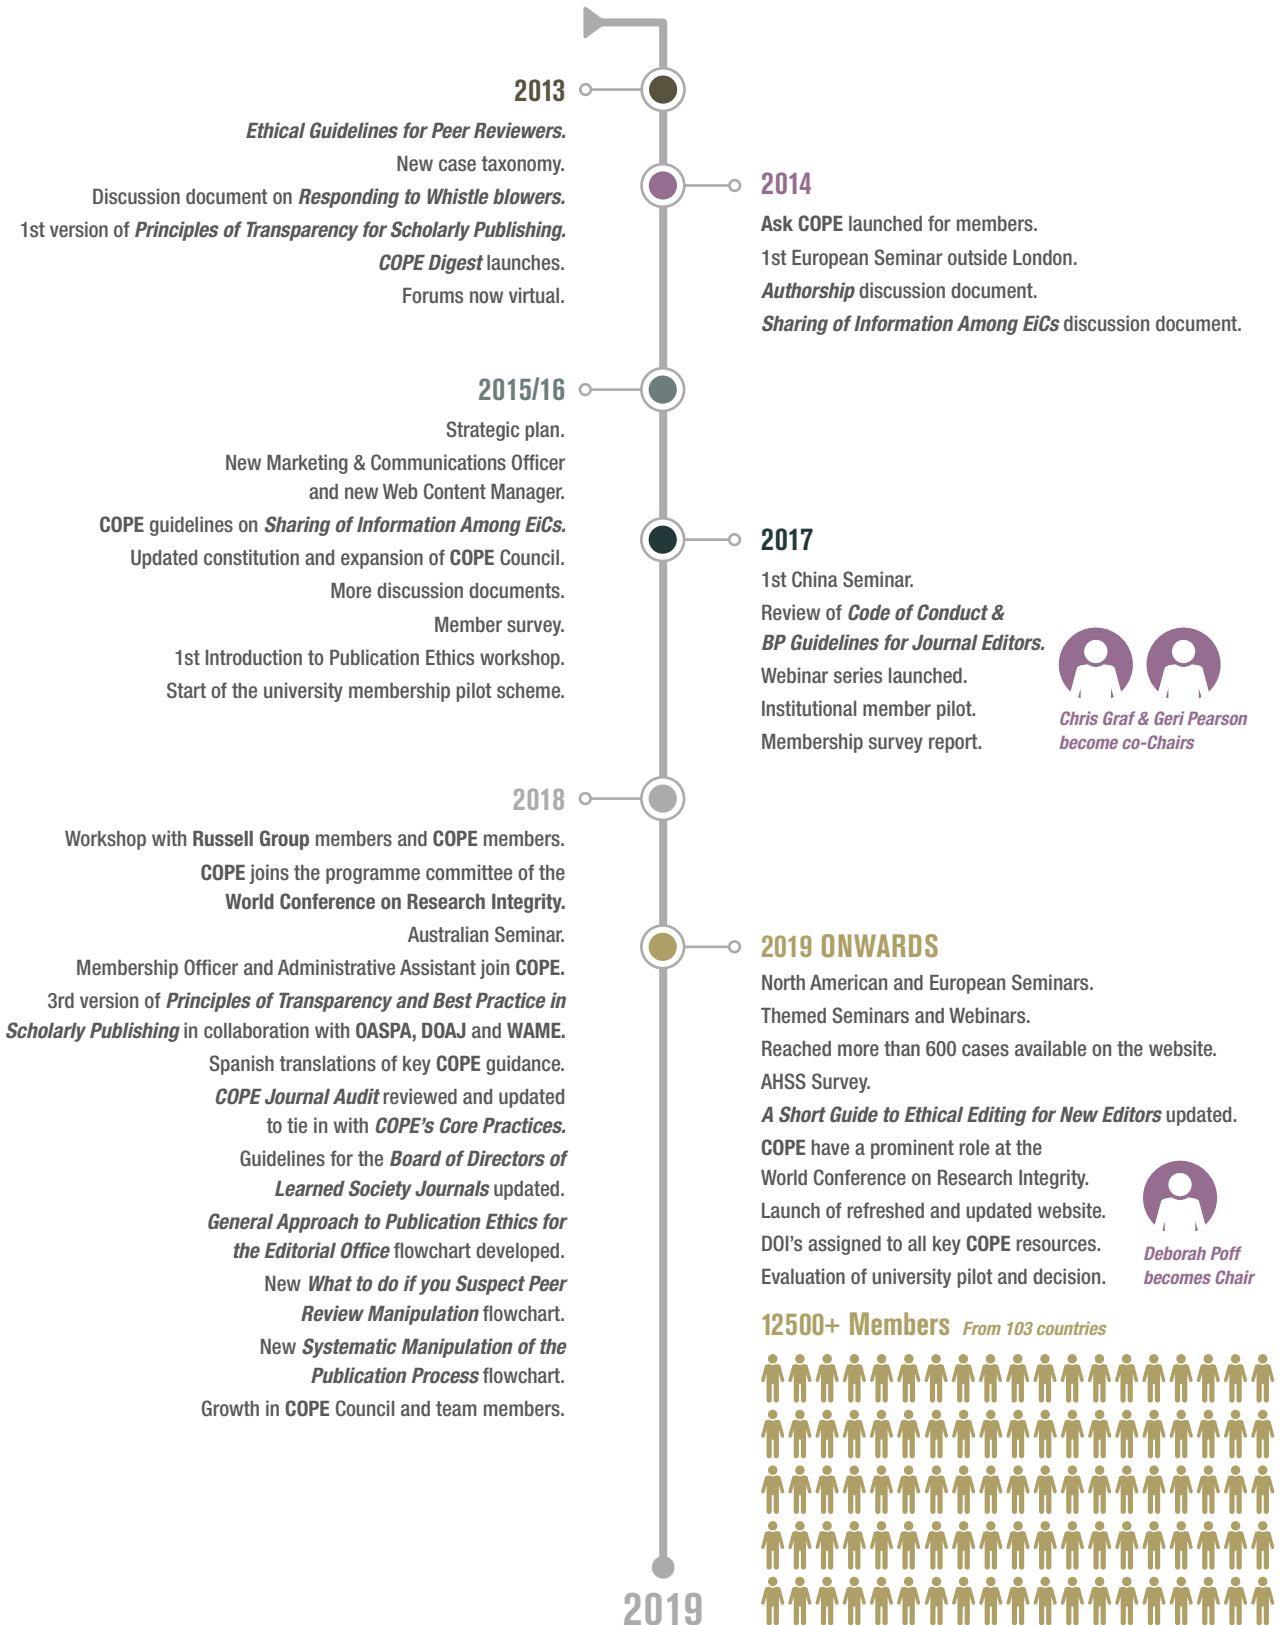 2013
Ethical Guidelines for Peer Reviewers.
New case taxonomy.
Discussion document on Responding to Whistle blowers.
1st version of Principles of Transparency for Scholarly Publishing.
COPE Digest launches.
Forums now virtual.
2014
Ask COPE launched for members.
1st European Seminar outside London.
Authorship discussion document.
Sharing of Information Among EiCs discussion document.
2015/16
Strategic plan.
New Marketing & Communications Officer
and new Web Content Manager.
COPE guidelines on Sharing of Information Among EiCs.
Updated constitution and expansion of COPE Council.
More discussion documents.
Member survey.
1st Introduction to Publication Ethics workshop.
Start of the university membership pilot scheme.
2017
1st China Seminar.
Review of Code of Conduct &
BP Guidelines for Journal Editors.
Webinar series launched.
Institutional member pilot.
Membership survey report.
Chris Graf & Geri Pearson
become co-Chairs
2018
Workshop with Russell Group members and COPE members.
COPE joins the programme committee of the
World Conference on Research Integrity.
Australian Seminar.
Membership Officer and Administrative Assistant join COPE.
3rd version of Principles of Transparency and Best Practice in
Scholarly Publishing in collaboration with OASPA, DOAJ and WAME.
Spanish translations of key COPE guidance.
COPE Journal Audit reviewed and updated
to tie in with COPE's Core Practices.
Guidelines for the Board of Directors of
Learned Society Journals updated.
General Approach to Publication Ethics for
the Editorial Office flowchart developed.
New What to do if you Suspect Peer
Review Manipulation flowchart.
New Systematic Manipulation of the
Publication Process flowchart.
Growth in COPE Council and team members.
2019 ONWARDS
North American and European Seminars.
Themed Seminars and Webinars.
Reached more than 600 cases available on the website.
AHSS Survey.
A Short Guide to Ethical Editing for New Editors updated.
COPE have a prominent role at the
World Conference on Research Integrity.
Launch of refreshed and updated website.
DOI's assigned to all key COPE resources.
Evaluation of university pilot and decision.
Deborah Poff
becomes Chair
12500+ Members From 103 countries
2019